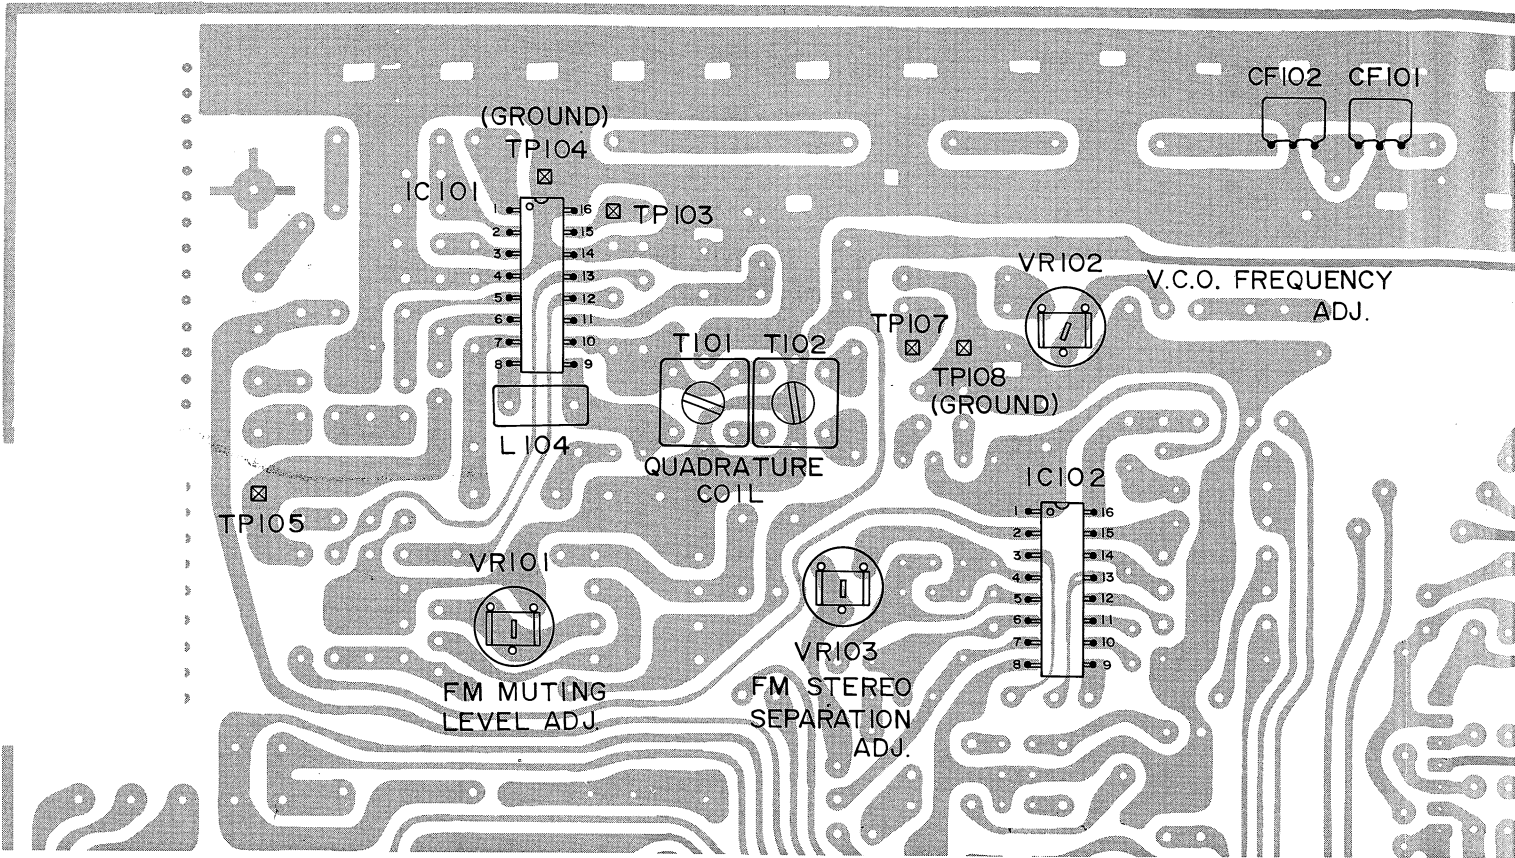 CF102 CF101
(GROUND)
TP104
IC101
TP103
1
2
3
4
5
6
7
8
16
15
14
13
12
11
10
9
L104
VR102
V.C.O. FREQUENCY
ADJ.
TP107
TP108
(GROUND)
T101 T102
QUADRATURE
COIL
TP105
IC102
1
2
3
4
5
6
7
8
16
15
14
13
12
11
10
9
VR101
FM MUTING
LEVEL ADJ.
VR103
FM STEREO
SEPARATION
ADJ.